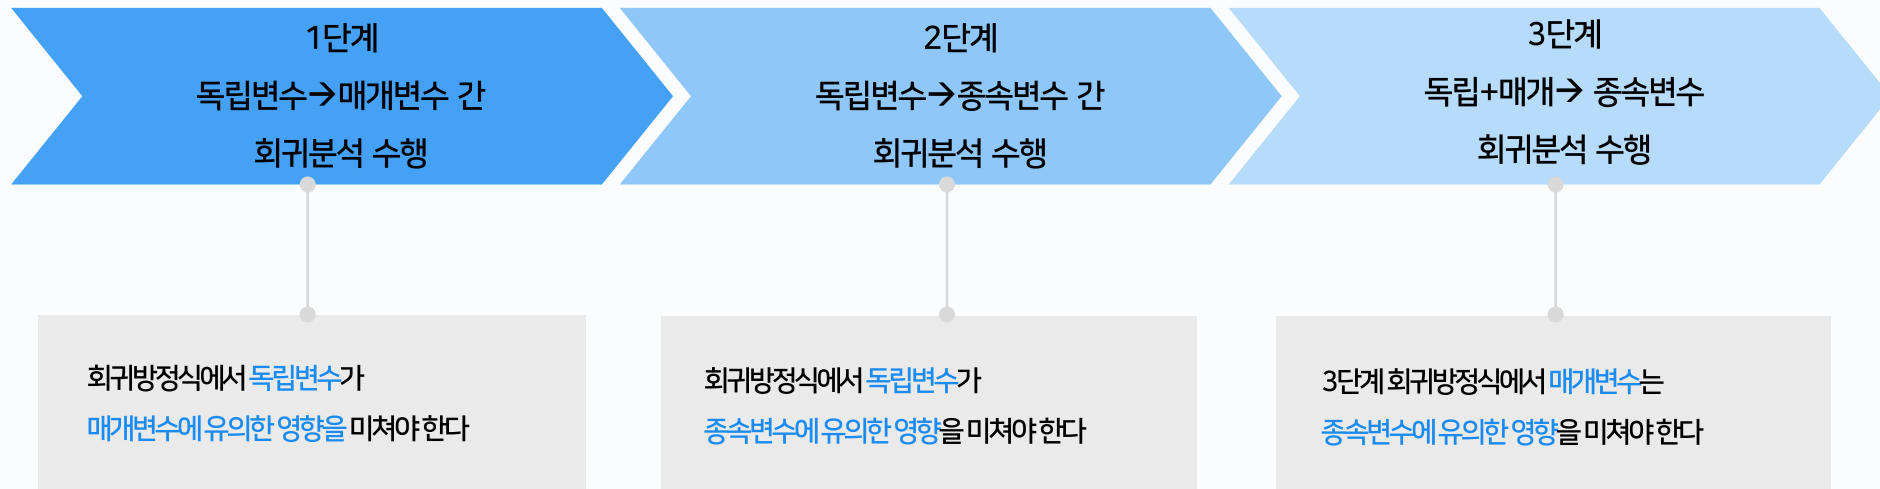 1단계
독립변수→매개변수 간
회귀분석 수행
2단계
독립변수→종속변수 간
회귀분석 수행
3단계
독립+매개→ 종속변수
회귀분석 수행
회귀방정식에서 독립변수가
매개변수에 유의한 영향을 미쳐야 한다
회귀방정식에서 독립변수가
종속변수에 유의한 영향을 미쳐야 한다
3단계 회귀방정식에서 매개변수는
종속변수에 유의한 영향을 미쳐야 한다